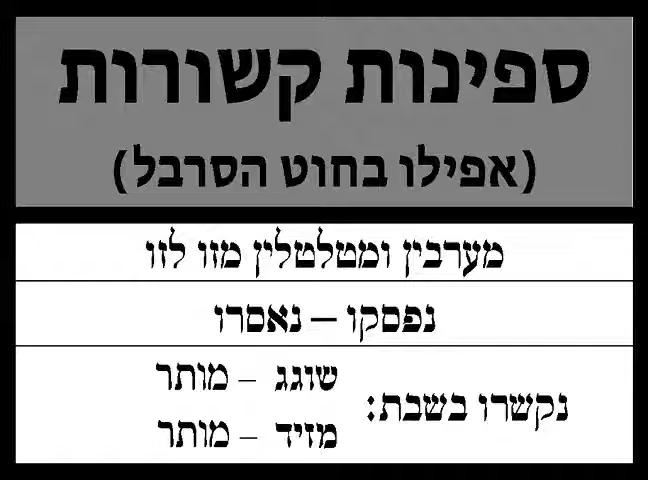 ספינות קשורות
(אפילו בחוט הסרבל)
מערבין ומטלטלין מזו לזו
נפסקו – נאסרו
נקשרו בשבת:
שוגג – מותר
מזיד – מותר